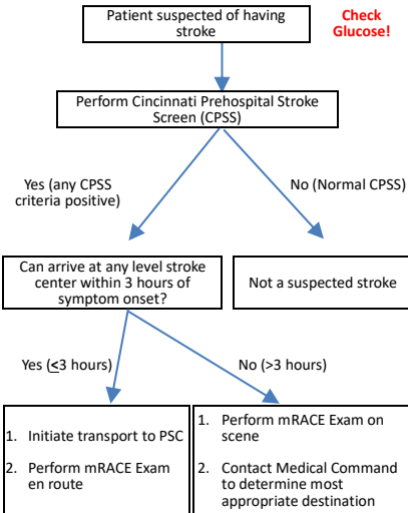 Patient suspected of having
stroke
Check
Glucose!
Perform Cincinnati Prehospital Stroke
Screen (CPSS)
Yes (any CPSS
criteria positive)
No (Normal CPSS)
Can arrive at any level stroke
center within 3 hours of
symptom onset?
Not a suspected stroke
Yes (≤3 hours)
No (>3 hours)
1. Initiate transport to PSC
2. Perform mRACE Exam
en route
1. Perform mRACE Exam on
scene
2. Contact Medical Command
to determine most
appropriate destination